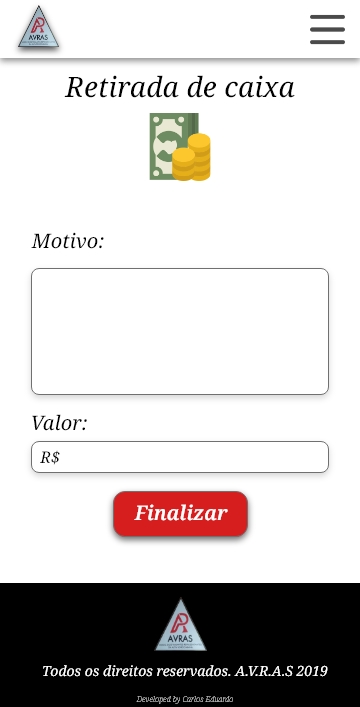 AVRAS
Retirada de caixa
Motivo:
Valor:
R$
Finalizar
AVRAS
Todos os direitos reservados. A.V.R.A.S 2019
Developed by Carlos Eduardo